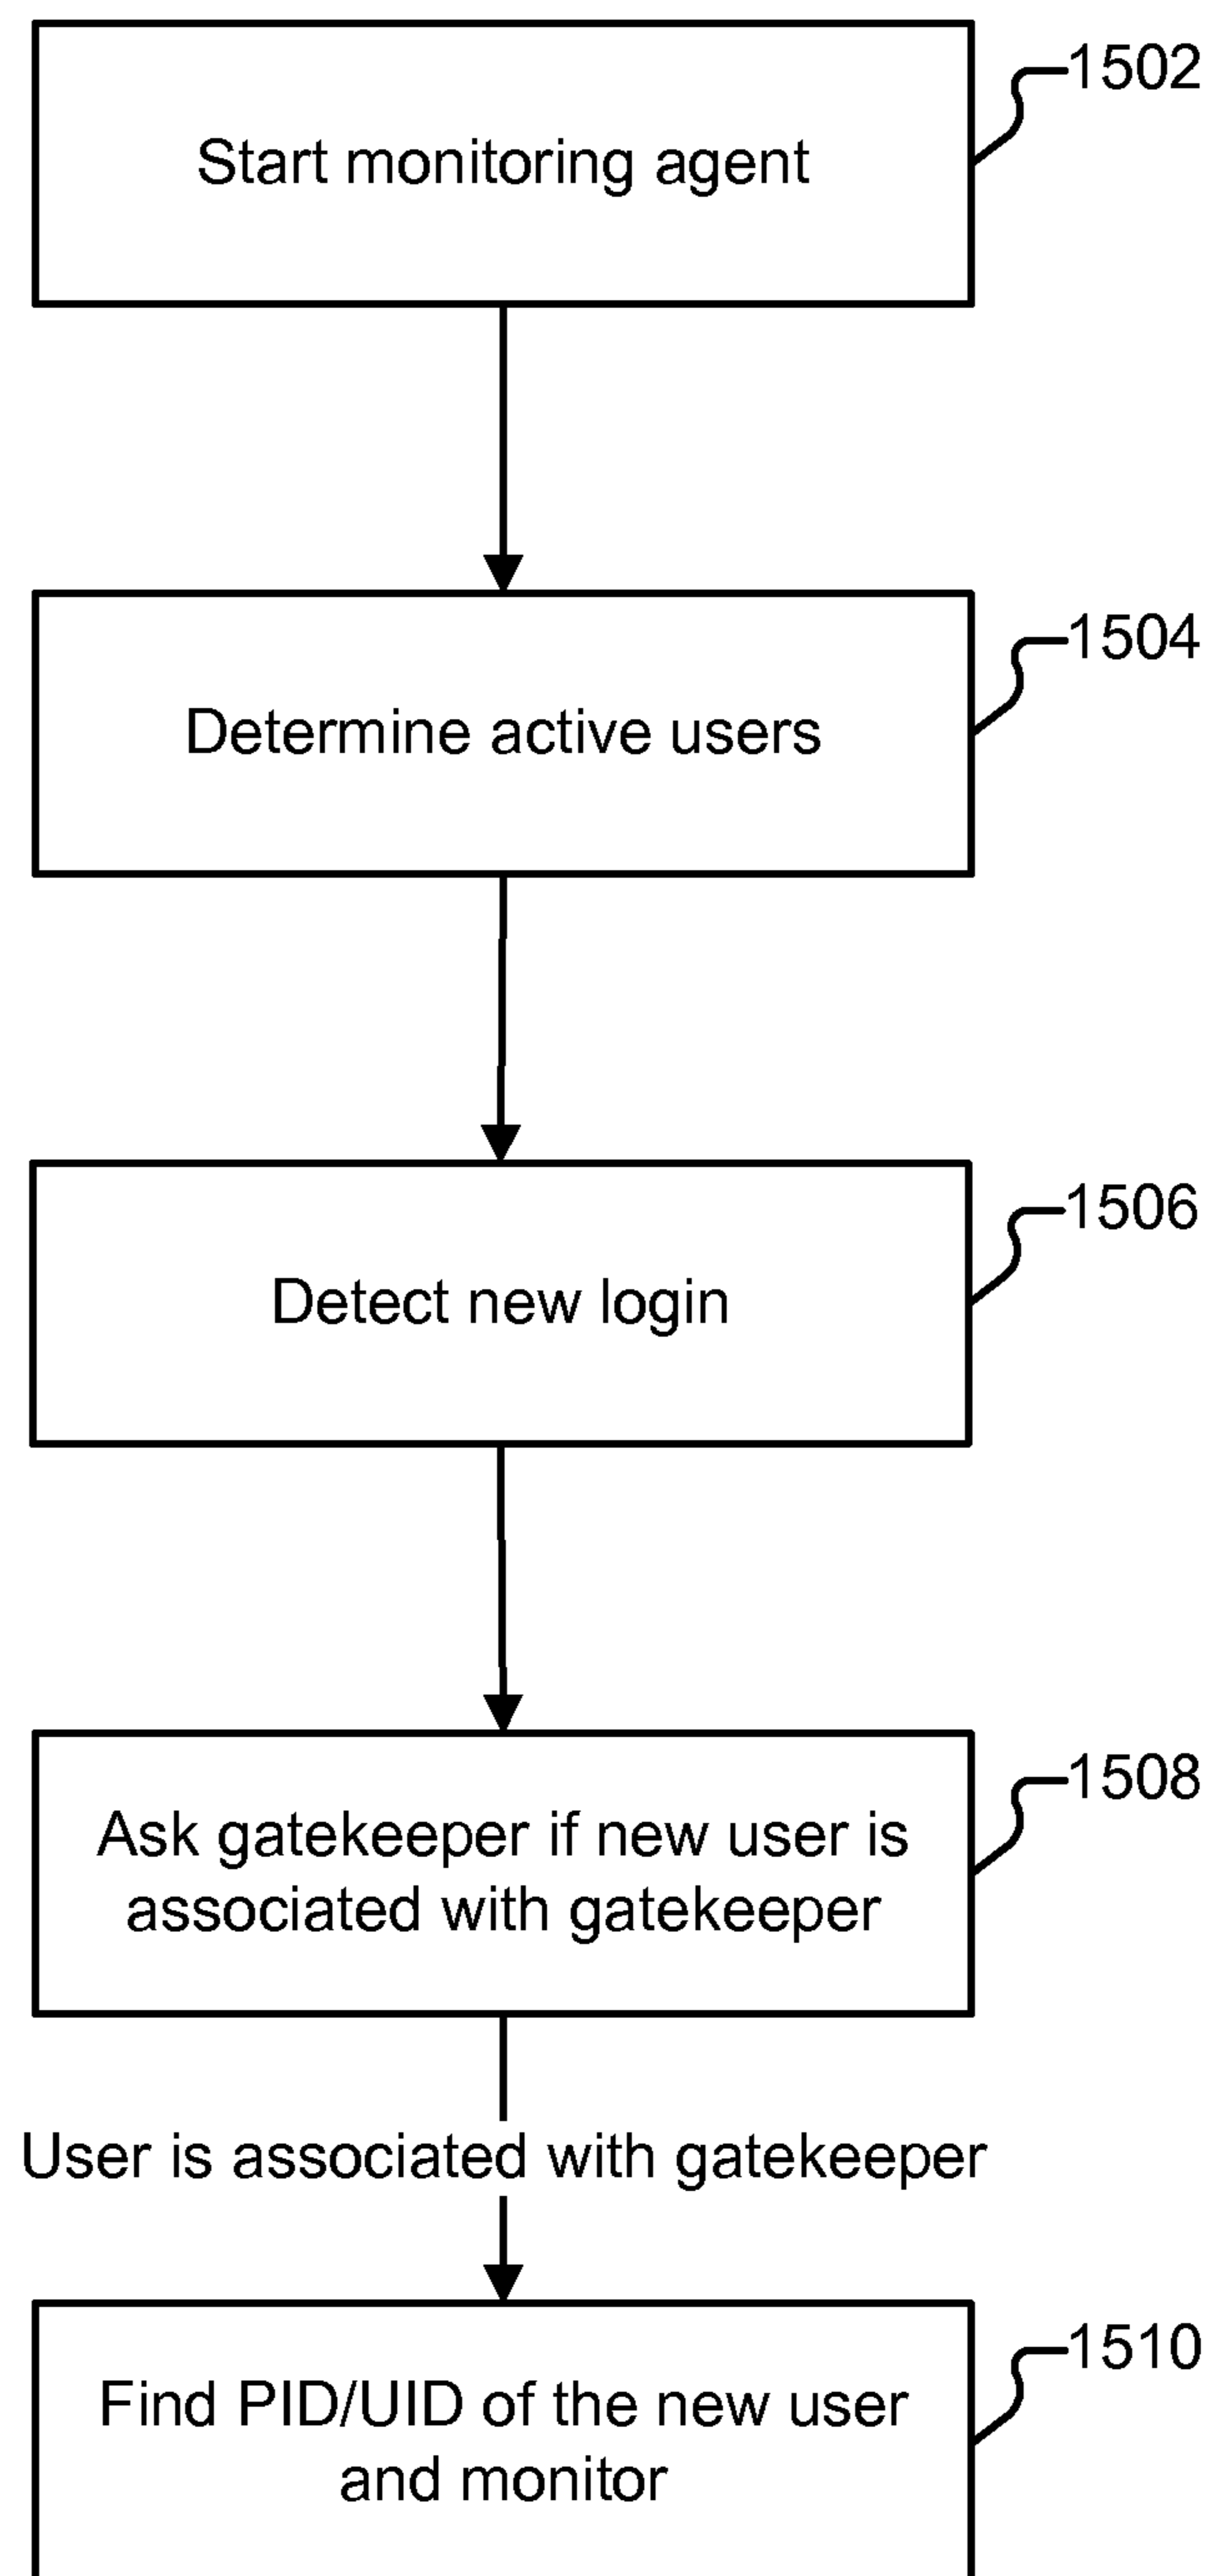 Start monitoring agent
1502
Determine active users
1504
Detect new login
1506
Ask gatekeeper if new user is
associated with gatekeeper
1508
User is associated with gatekeeper
Find PID/UID of the new user
and monitor
1510